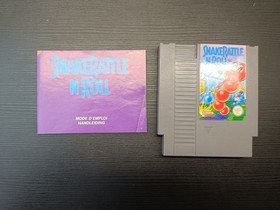 SNAKE RATTLE
N ROLL
MODE D'EMPLOI
HANDLEIDING
SNAKE RATTLE
N ROLL